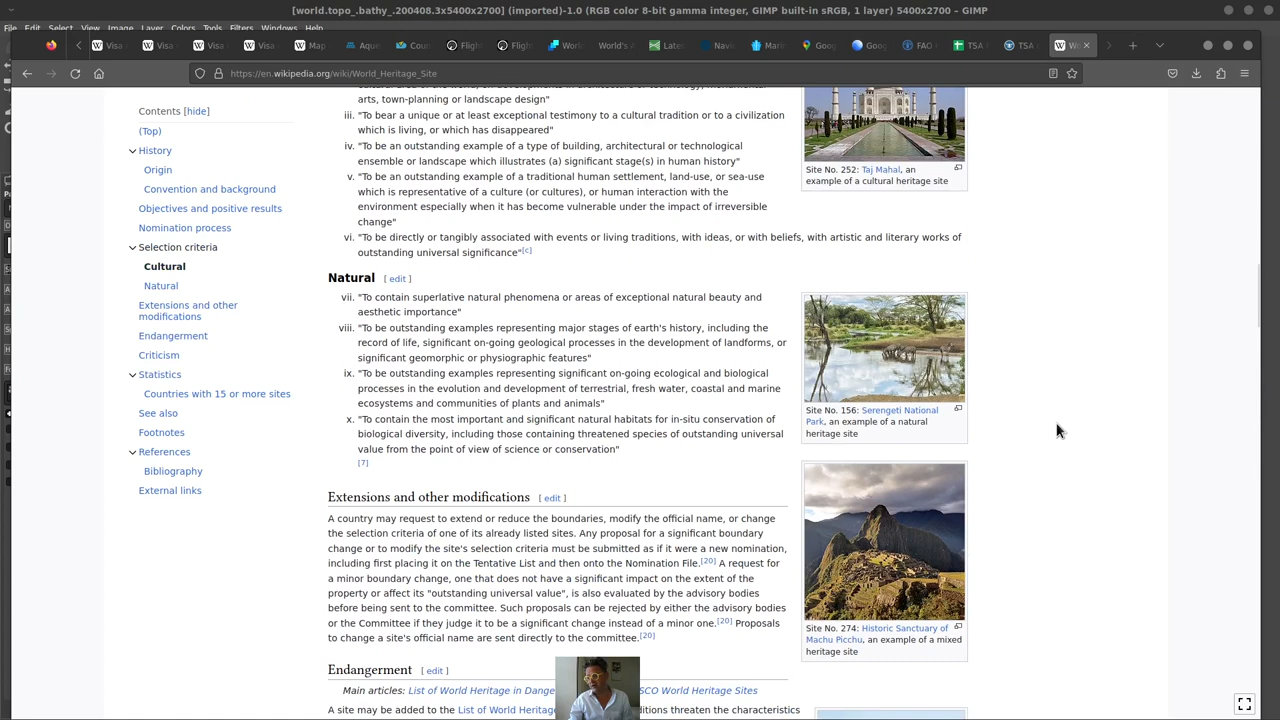 [world.topo_.bathy_.200408.3x5400x2700] (imported)-1.0 (RGB color 8-bit gamma integer, GIMP built-in sRGB, 1 layer) 5400x2700 – GIMP
File Edit Select View Image Layer Windows Help
Visa Visa Visa Visa Map Aque Coun Flight Flight World World's A Lates Navic Marin Goog Goog FAO TSA TSA Wo
https://en.wikipedia.org/wiki/World_Heritage_Site
Contents [hide]
(Top)
History
Origin
Convention and background
Objectives and positive results
Nomination process
Selection criteria
Cultural
Natural
Extensions and other
modifications
Endangerment
Criticism
Statistics
Countries with 15 or more sites
See also
Footnotes
References
Bibliography
External links
arts, town-planning or landscape design"
iii. "To bear a unique or at least exceptional testimony to a cultural tradition or to a civilization
which is living, or which has disappeared"
iv. "To be an outstanding example of a type of building, architectural or technological
ensemble or landscape which illustrates (a) significant stage(s) in human history"
v. "To be an outstanding example of a traditional human settlement, land-use, or sea-use
which is representative of a culture (or cultures), or human interaction with the
environment especially when it has become vulnerable under the impact of irreversible
change"
vi. "To be directly or tangibly associated with events or living traditions, with ideas, or with beliefs, with artistic and literary works of
outstanding universal significance"[c]
Natural [ edit ]
vii. "To contain superlative natural phenomena or areas of exceptional natural beauty and
aesthetic importance"
viii. "To be outstanding examples representing major stages of earth's history, including the
record of life, significant on-going geological processes in the development of landforms, or
significant geomorphic or physiographic features"
ix. "To be outstanding examples representing significant on-going ecological and biological
processes in the evolution and development of terrestrial, fresh water, coastal and marine
ecosystems and communities of plants and animals"
x. "To contain the most important and significant natural habitats for in-situ conservation of
biological diversity, including those containing threatened species of outstanding universal
value from the point of view of science or conservation"
[7]
Extensions and other modifications [ edit ]
A country may request to extend or reduce the boundaries, modify the official name, or change
the selection criteria of one of its already listed sites. Any proposal for a significant boundary
change or to modify the site's selection criteria must be submitted as if it were a new nomination,
including first placing it on the Tentative List and then onto the Nomination File.[20] A request for
a minor boundary change, one that does not have a significant impact on the extent of the
property or affect its "outstanding universal value", is also evaluated by the advisory bodies
before being sent to the committee. Such proposals can be rejected by either the advisory bodies
or the Committee if they judge it to be a significant change instead of a minor one.[20] Proposals
to change a site's official name are sent directly to the committee.[20]
Endangerment [ edit ]
Main articles: List of World Heritage in Dange SCO World Heritage Sites
A site may be added to the List of World Heritag ditions threaten the characteristics
Site No. 252: Taj Mahal, an
example of a cultural heritage site
Site No. 156: Serengeti National
Park, an example of a natural
heritage site
Site No. 274: Historic Sanctuary of
Machu Picchu, an example of a mixed
heritage site